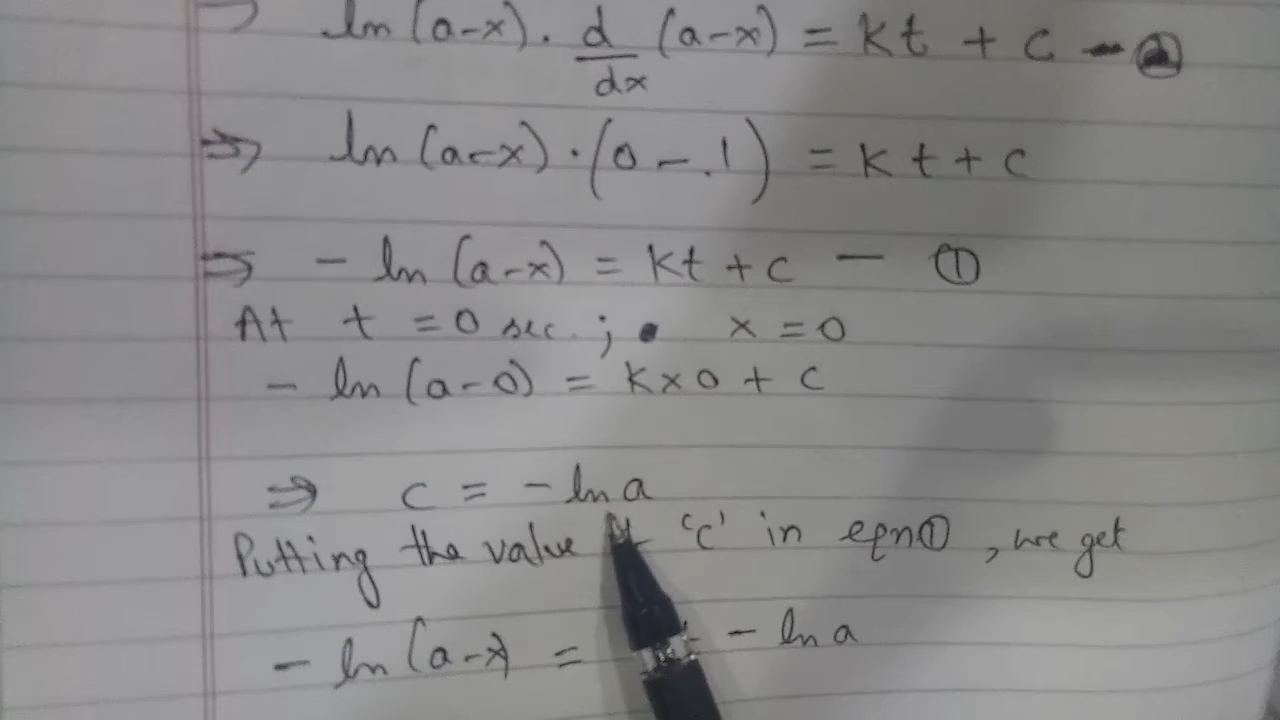 ⇒ ln (a-x) . d/dx (a-x) = kt + c - ②
⇒ ln (a-x) . (0 - 1) = kt + c
⇒ - ln (a-x) = kt + c - ①
At t = 0 sec ; x = 0
- ln (a-0) = k x 0 + c
⇒ c = - ln a
Putting the value 'c' in eqn ①, we get
- ln (a-x) = - ln a